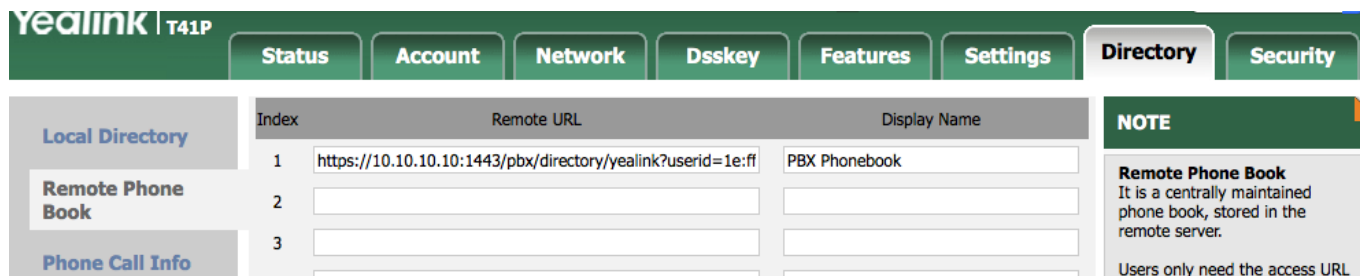 Yealink | T41P
Status Account Network Dsskey Features Settings Directory Security
Local Directory
Remote Phone
Book
Phone Call Info
Index Remote URL Display Name
1 https://10.10.10.10:1443/pbx/directory/yealink?userid=1e:ff PBX Phonebook
2
3
NOTE
Remote Phone Book
It is a centrally maintained
phone book, stored in the
remote server.
Users only need the access URL